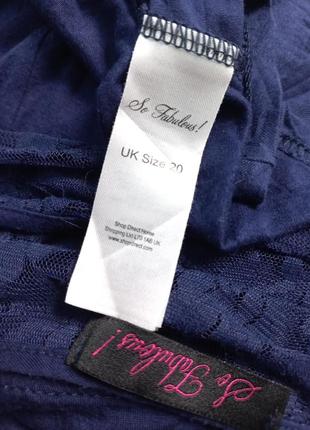 So Fabulous!
UK Size 20
Shop Direct Home
Shopping Ltd L70 1AB UK
www.shopdirect.com
So Fabulous!